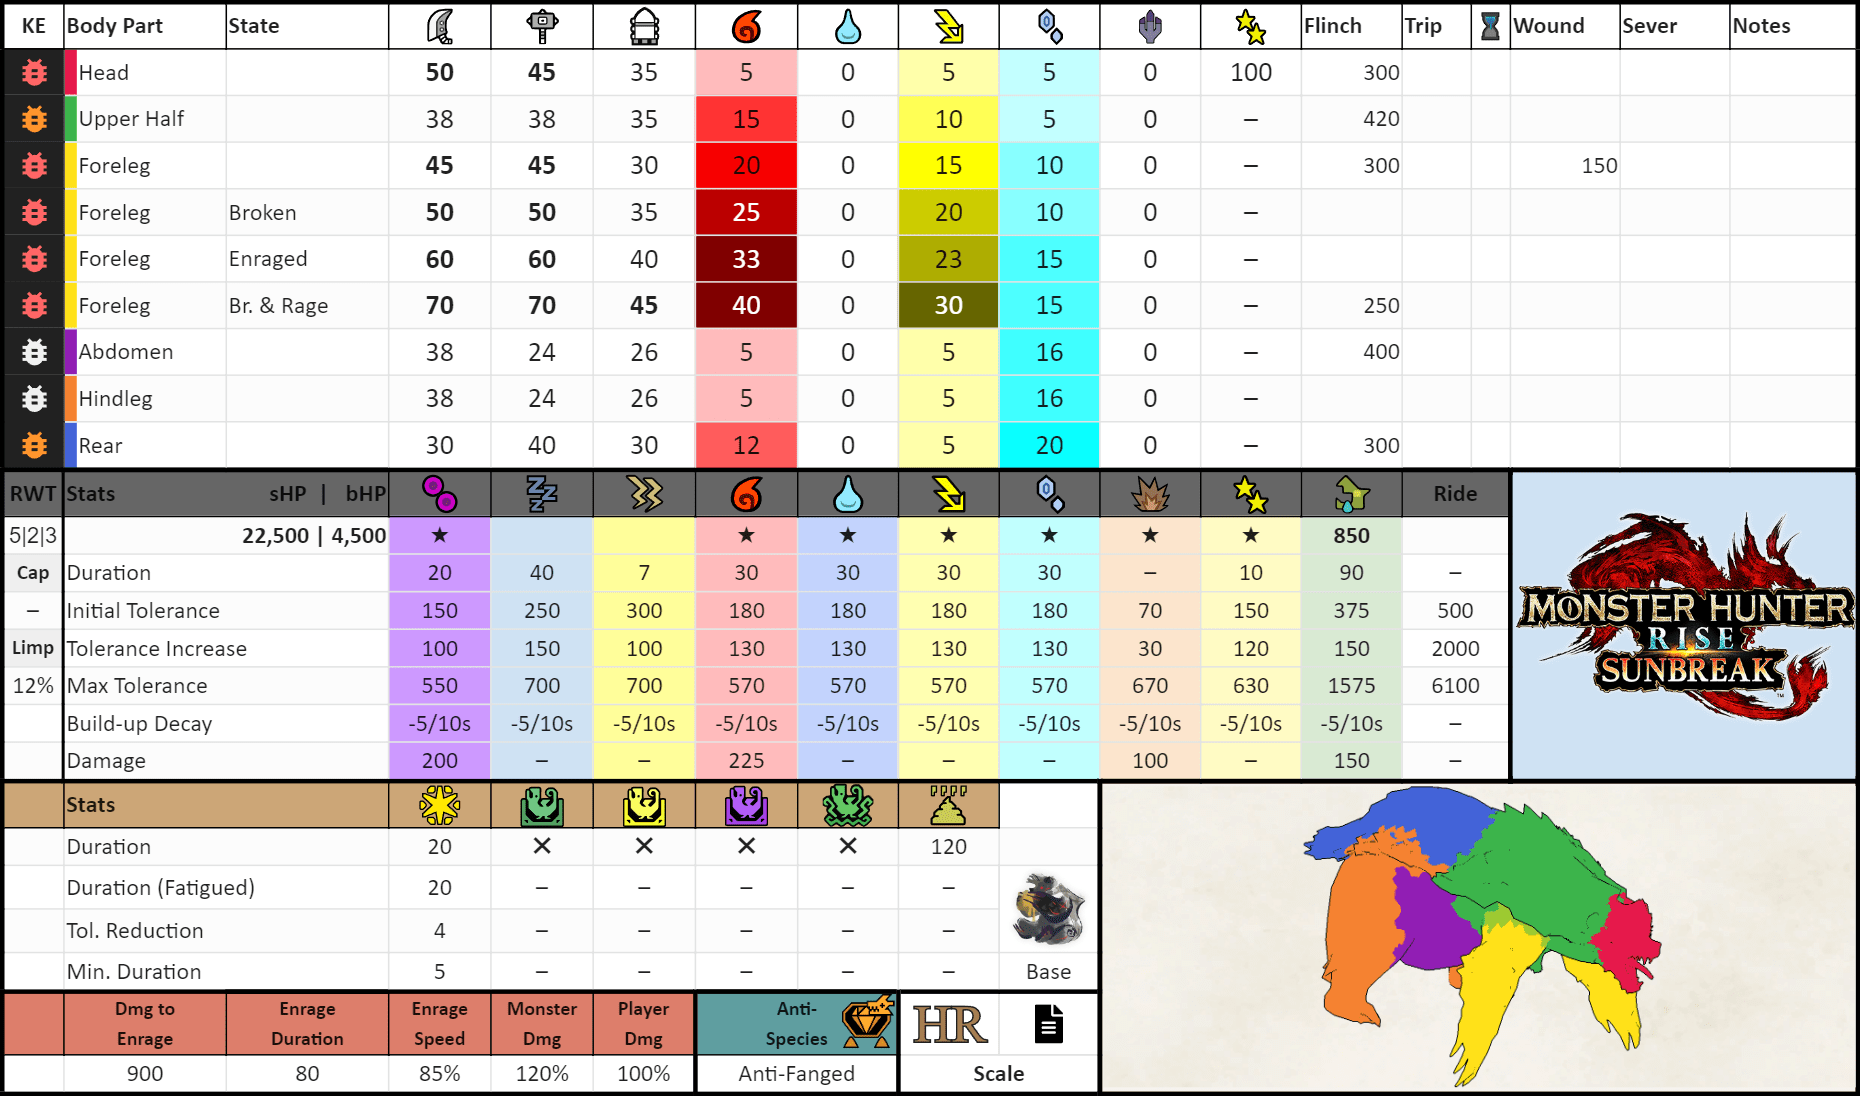 KE Body Part State Flinch Trip Wound Sever Notes
Head 50 45 35 5 0 5 5 0 100 300
Upper Half 38 38 35 15 0 10 5 0 – 420
Foreleg 45 45 30 20 0 15 10 0 – 300 150
Foreleg Broken 50 50 35 25 0 20 10 0 –
Foreleg Enraged 60 60 40 33 0 23 15 0 –
Foreleg Br. & Rage 70 70 45 40 0 30 15 0 – 250
Abdomen 38 24 26 5 0 5 16 0 – 400
Hindleg 38 24 26 5 0 5 16 0 –
Rear 30 40 30 12 0 5 20 0 – 300
RWT Stats sHP | bHP Ride
5|2|3 22,500 | 4,500 ★ ★ ★ ★ ★ ★ ★ 850
Cap Duration 20 40 7 30 30 30 30 – 10 90 –
– Initial Tolerance 150 250 300 180 180 180 180 70 150 375 500
Limp Tolerance Increase 100 150 100 130 130 130 130 30 120 150 2000
12% Max Tolerance 550 700 700 570 570 570 570 670 630 1575 6100
Build-up Decay -5/10s -5/10s -5/10s -5/10s -5/10s -5/10s -5/10s -5/10s -5/10s -5/10s –
Damage 200 – – 225 – – – 100 – 150 –
MONSTER HUNTER
RISE
SUNBREAK
TM
Stats
Duration 20 ✕ ✕ ✕ ✕ 120
Duration (Fatigued) 20 – – – – –
Tol. Reduction 4 – – – – –
Min. Duration 5 – – – – – Base
Dmg to Enrage Enrage Duration Enrage Speed Monster Dmg Player Dmg Anti-Species HR
900 80 85% 120% 100% Anti-Fanged Scale